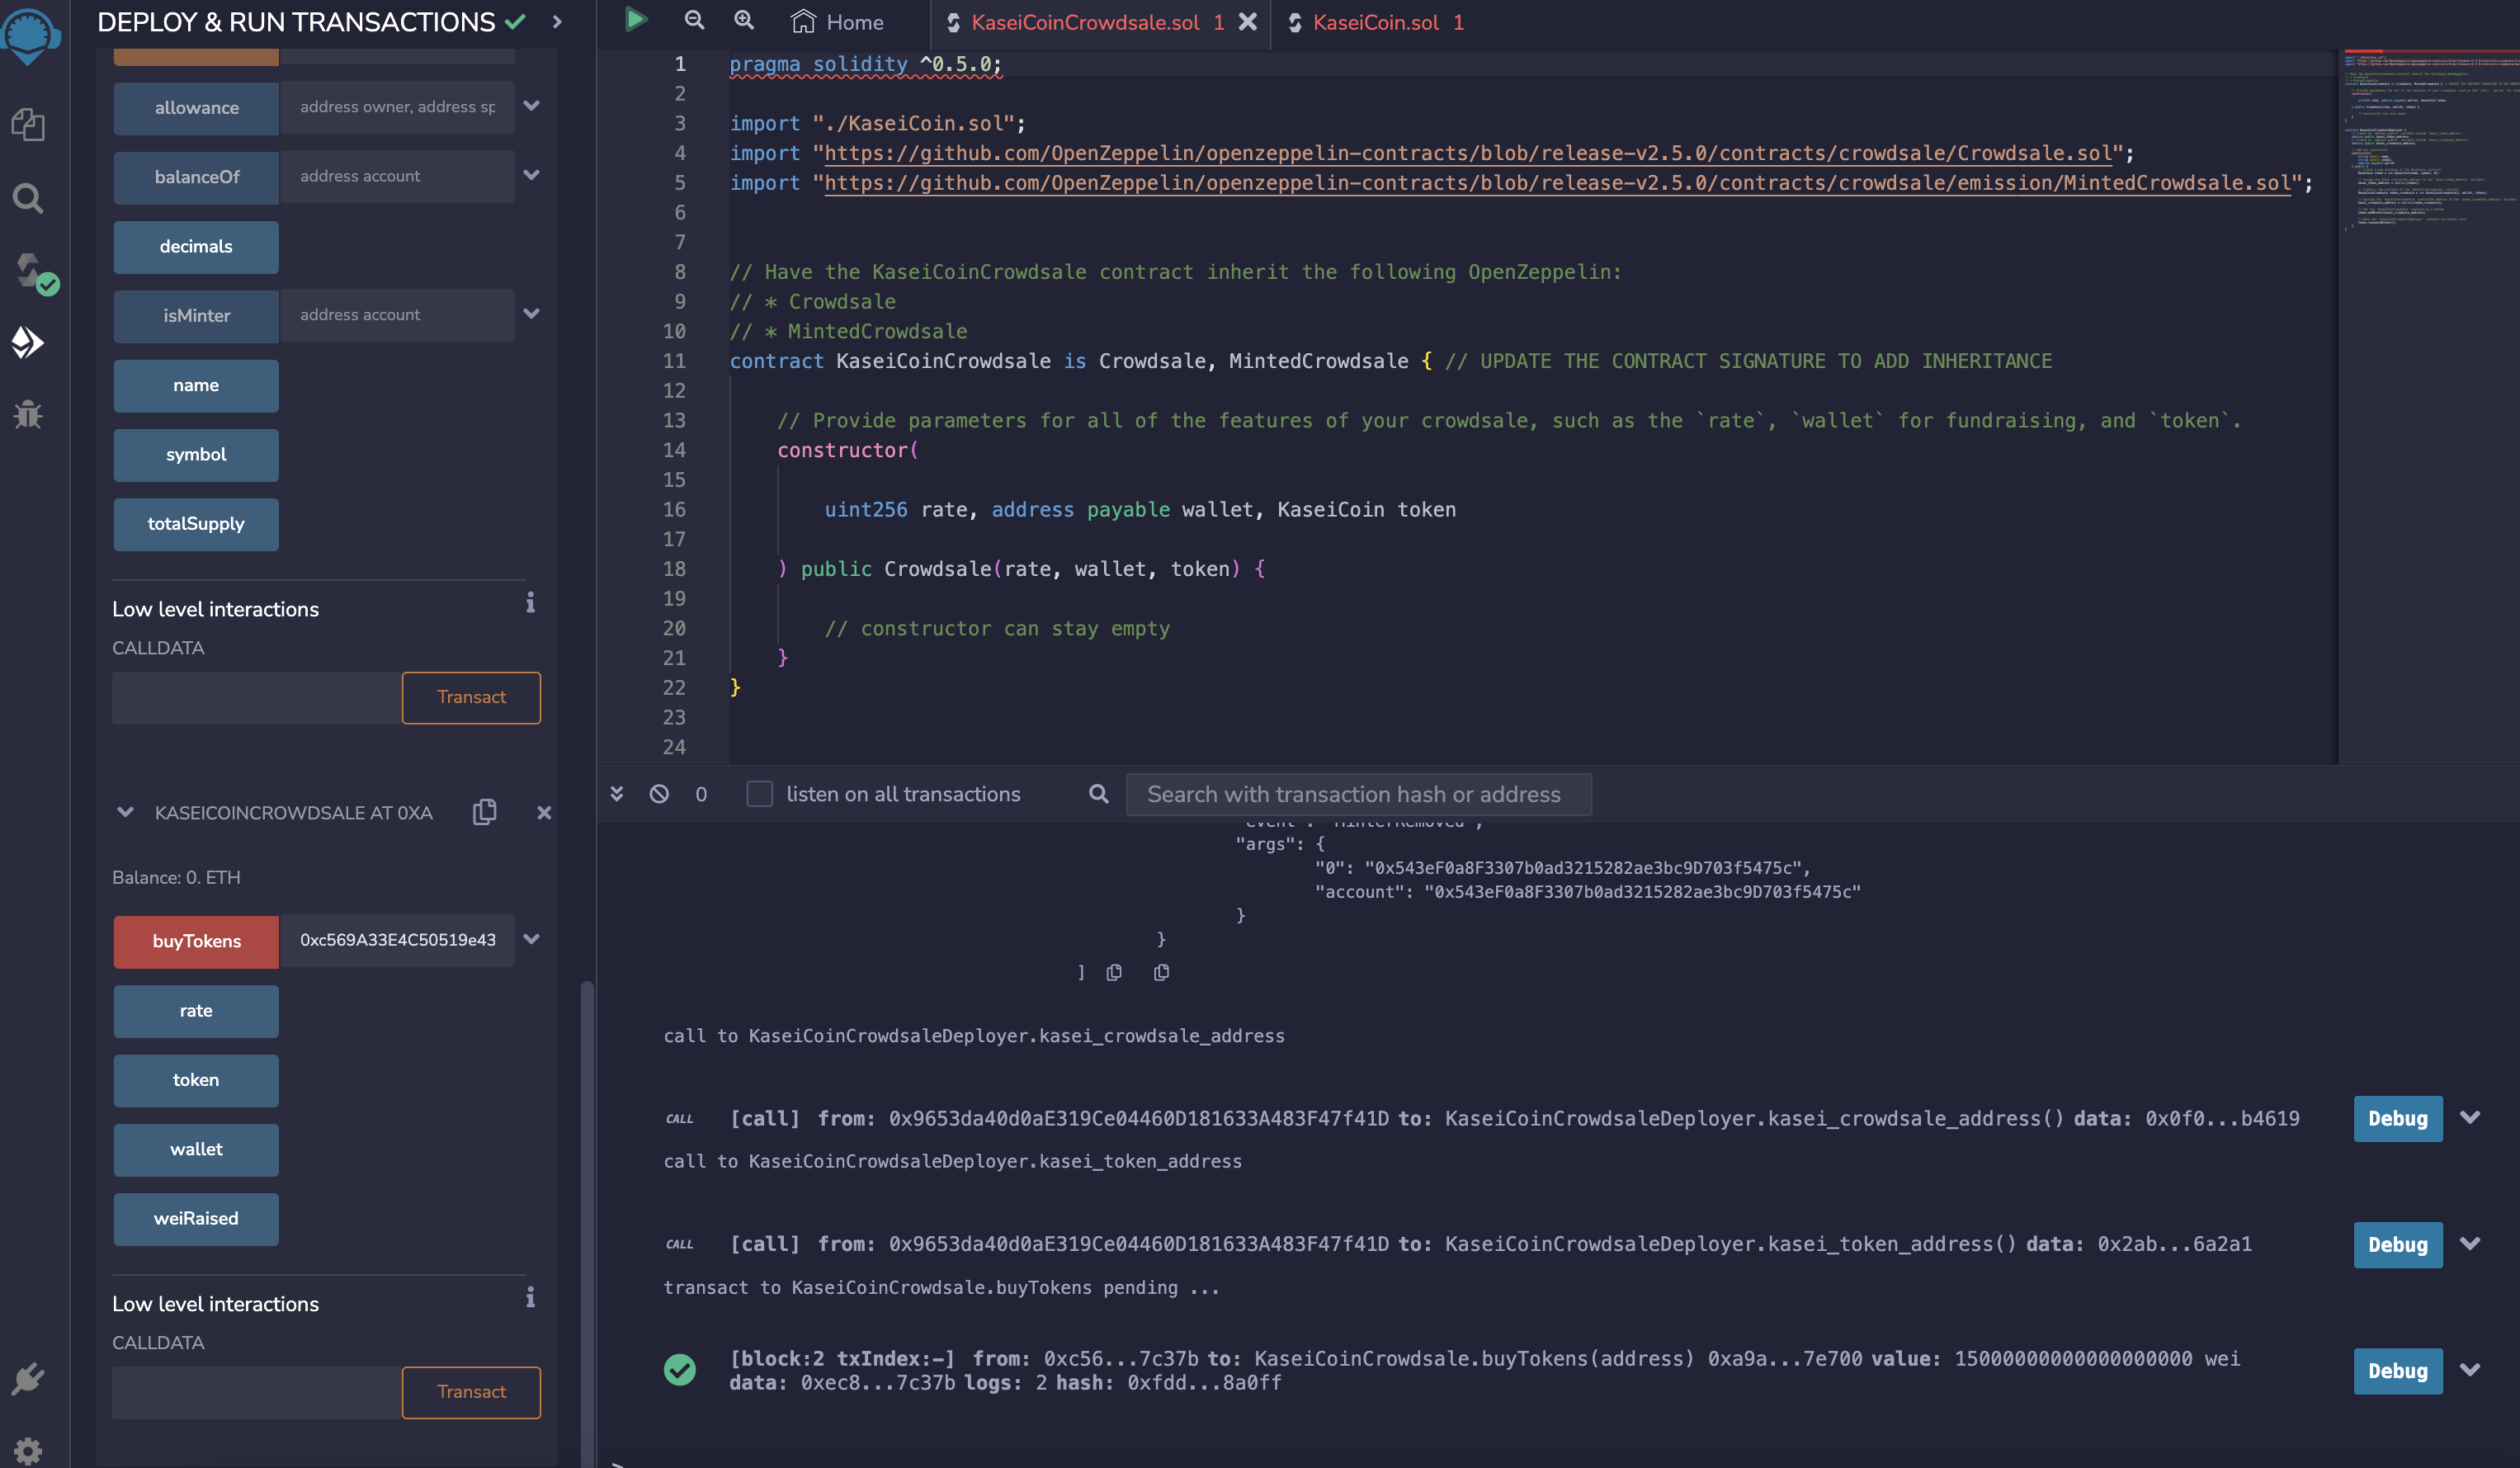 DEPLOY & RUN TRANSACTIONS
allowance address owner, address sp
balanceOf address account
decimals
isMinter address account
name
symbol
totalSupply
Low level interactions
CALLDATA
Transact
KASEICOINCROWDSALE AT 0XA
Balance: 0. ETH
buyTokens 0xc569A33E4C50519e43
rate
token
wallet
weiRaised
Low level interactions
CALLDATA
Transact
Home KaseiCoinCrowdsale.sol 1 KaseiCoin.sol 1
1 pragma solidity ^0.5.0;
2
3 import "./KaseiCoin.sol";
4 import "https://github.com/OpenZeppelin/openzeppelin-contracts/blob/release-v2.5.0/contracts/crowdsale/Crowdsale.sol";
5 import "https://github.com/OpenZeppelin/openzeppelin-contracts/blob/release-v2.5.0/contracts/crowdsale/emission/MintedCrowdsale.sol";
6
7
8 // Have the KaseiCoinCrowdsale contract inherit the following OpenZeppelin:
9 // * Crowdsale
10 // * MintedCrowdsale
11 contract KaseiCoinCrowdsale is Crowdsale, MintedCrowdsale { // UPDATE THE CONTRACT SIGNATURE TO ADD INHERITANCE
12
13 // Provide parameters for all of the features of your crowdsale, such as the `rate`, `wallet` for fundraising, and `token`.
14 constructor(
15
16 uint256 rate, address payable wallet, KaseiCoin token
17
18 ) public Crowdsale(rate, wallet, token) {
19
20 // constructor can stay empty
21 }
22 }
23
24
0 listen on all transactions Search with transaction hash or address
"event": "MinterRemoved",
"args": {
"0": "0x543eF0a8F3307b0ad3215282ae3bc9D703f5475c",
"account": "0x543eF0a8F3307b0ad3215282ae3bc9D703f5475c"
}
}
]
call to KaseiCoinCrowdsaleDeployer.kasei_crowdsale_address
CALL [call] from: 0x9653da40d0aE319Ce04460D181633A483F47f41D to: KaseiCoinCrowdsaleDeployer.kasei_crowdsale_address() data: 0x0f0...b4619 Debug
call to KaseiCoinCrowdsaleDeployer.kasei_token_address
CALL [call] from: 0x9653da40d0aE319Ce04460D181633A483F47f41D to: KaseiCoinCrowdsaleDeployer.kasei_token_address() data: 0x2ab...6a2a1 Debug
transact to KaseiCoinCrowdsale.buyTokens pending ...
[block:2 txIndex:-] from: 0xc56...7c37b to: KaseiCoinCrowdsale.buyTokens(address) 0xa9a...7e700 value: 15000000000000000000 wei Debug
data: 0xec8...7c37b logs: 2 hash: 0xfdd...8a0ff
>